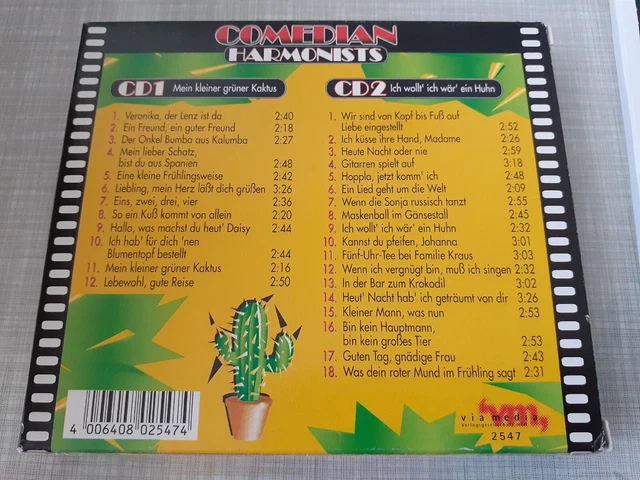 COMEDIAN
HARMONISTS
CD1 Mein kleiner grüner Kaktus
1. Veronika, der Lenz ist da 2:40
2. Ein Freund, ein guter Freund 2:18
3. Der Onkel Bumba aus Kalumba 2:27
4. Mein lieber Schatz,
bist du aus Spanien 2:48
5. Eine kleine Frühlingsweise 2:42
6. Liebling, mein Herz läßt dich grüßen 3:26
7. Eins, zwei, drei, vier 2:36
8. So ein Kuß kommt von allein 2:20
9. Hallo, was machst du heut' Daisy 2:44
10. Ich hab' für dich 'nen
Blumentopf bestellt 2:44
11. Mein kleiner grüner Kaktus 2:16
12. Lebewohl, gute Reise 2:50
CD2 Ich wollt' ich wär' ein Huhn
1. Wir sind von Kopf bis Fuß auf
Liebe eingestellt 2:52
2. Ich küsse ihre Hand, Madame 2:26
3. Heute Nacht oder nie 2:59
4. Gitarren spielt auf 3:18
5. Hoppla, jetzt komm' ich 2:48
6. Ein Lied geht um die Welt 2:09
7. Wenn die Sonja russisch tanzt 2:55
8. Maskenball im Gänsestall 2:45
9. Ich wollt' ich wär' ein Huhn 2:32
10. Kannst du pfeifen, Johanna 3:01
11. Fünf-Uhr-Tee bei Familie Kraus 3:03
12. Wenn ich vergnügt bin, muß ich singen 2:32
13. In der Bar zum Krokodil 3:02
14. Heut' Nacht hab' ich geträumt von dir 3:26
15. Kleiner Mann, was nun 2:53
16. Bin kein Hauptmann,
bin kein großes Tier 2:53
17. Guten Tag, gnädige Frau 2:43
18. Was dein roter Mund im Frühling sagt 2:31
4 006408 025474
via media
2547